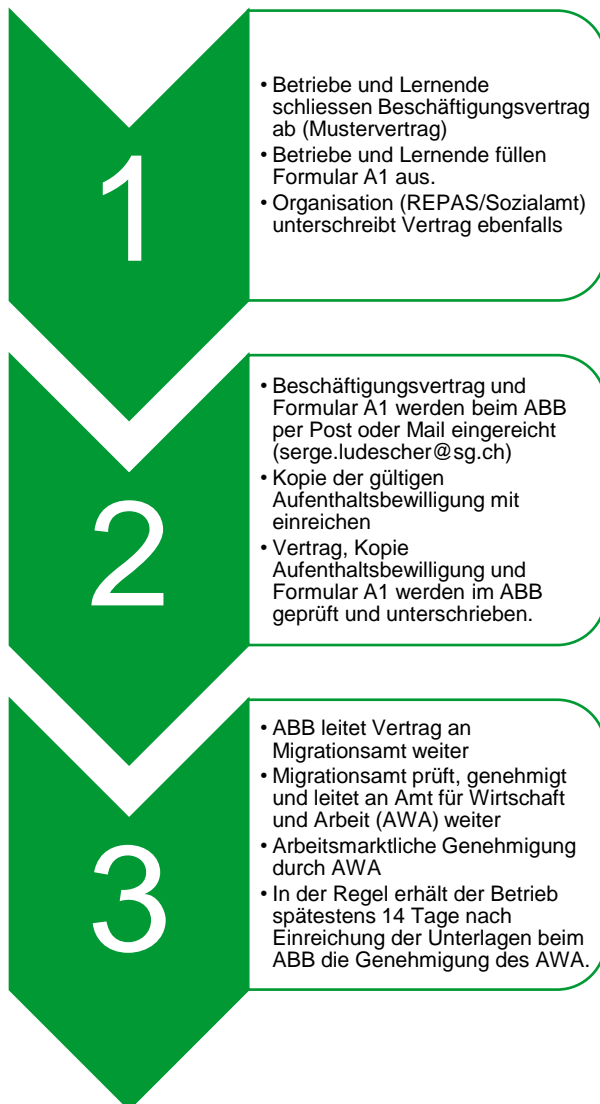 1
• Betriebe und Lernende
schliessen Beschäftigungsvertrag
ab (Mustervertrag)
• Betriebe und Lernende füllen
Formular A1 aus.
• Organisation (REPAS/Sozialamt)
unterschreibt Vertrag ebenfalls
2
• Beschäftigungsvertrag und
Formular A1 werden beim ABB
per Post oder Mail eingereicht
(serge.ludescher@sg.ch)
• Kopie der gültigen
Aufenthaltsbewilligung mit
einreichen
• Vertrag, Kopie
Aufenthaltsbewilligung und
Formular A1 werden im ABB
geprüft und unterschrieben.
3
• ABB leitet Vertrag an
Migrationsamt weiter
• Migrationsamt prüft, genehmigt
und leitet an Amt für Wirtschaft
und Arbeit (AWA) weiter
• Arbeitsmarktliche Genehmigung
durch AWA
• In der Regel erhält der Betrieb
spätestens 14 Tage nach
Einreichung der Unterlagen beim
ABB die Genehmigung des AWA.